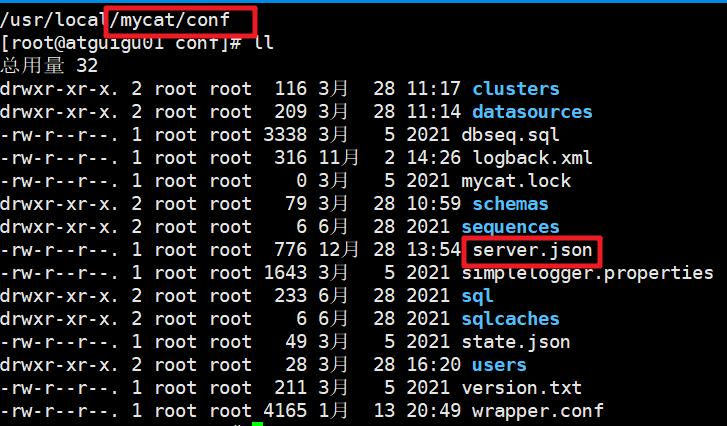 /usr/local/mycat/conf
[root@atguigu01 conf]# ll
总用量 32
drwxr-xr-x. 2 root root  116 3月   28 11:17 clusters
drwxr-xr-x. 2 root root  209 3月   28 11:14 datasources
-rw-r--r--. 1 root root 3338 3月    5 2021 dbseq.sql
-rw-r--r--. 1 root root  316 11月   2 14:26 logback.xml
-rw-r--r--. 1 root root    0 3月    5 2021 mycat.lock
drwxr-xr-x. 2 root root   79 3月   28 10:59 schemas
drwxr-xr-x. 2 root root    6 6月   28 2021 sequences
-rw-r--r--. 1 root root  776 12月  28 13:54 server.json
-rw-r--r--. 1 root root 1643 3月    5 2021 simplelogger.properties
drwxr-xr-x. 2 root root  233 6月   28 2021 sql
drwxr-xr-x. 2 root root    6 6月   28 2021 sqlcaches
-rw-r--r--. 1 root root   49 3月    5 2021 state.json
drwxr-xr-x. 2 root root   28 3月   28 16:20 users
-rw-r--r--. 1 root root  211 3月    5 2021 version.txt
-rw-r--r--. 1 root root 4165 1月   13 20:49 wrapper.conf